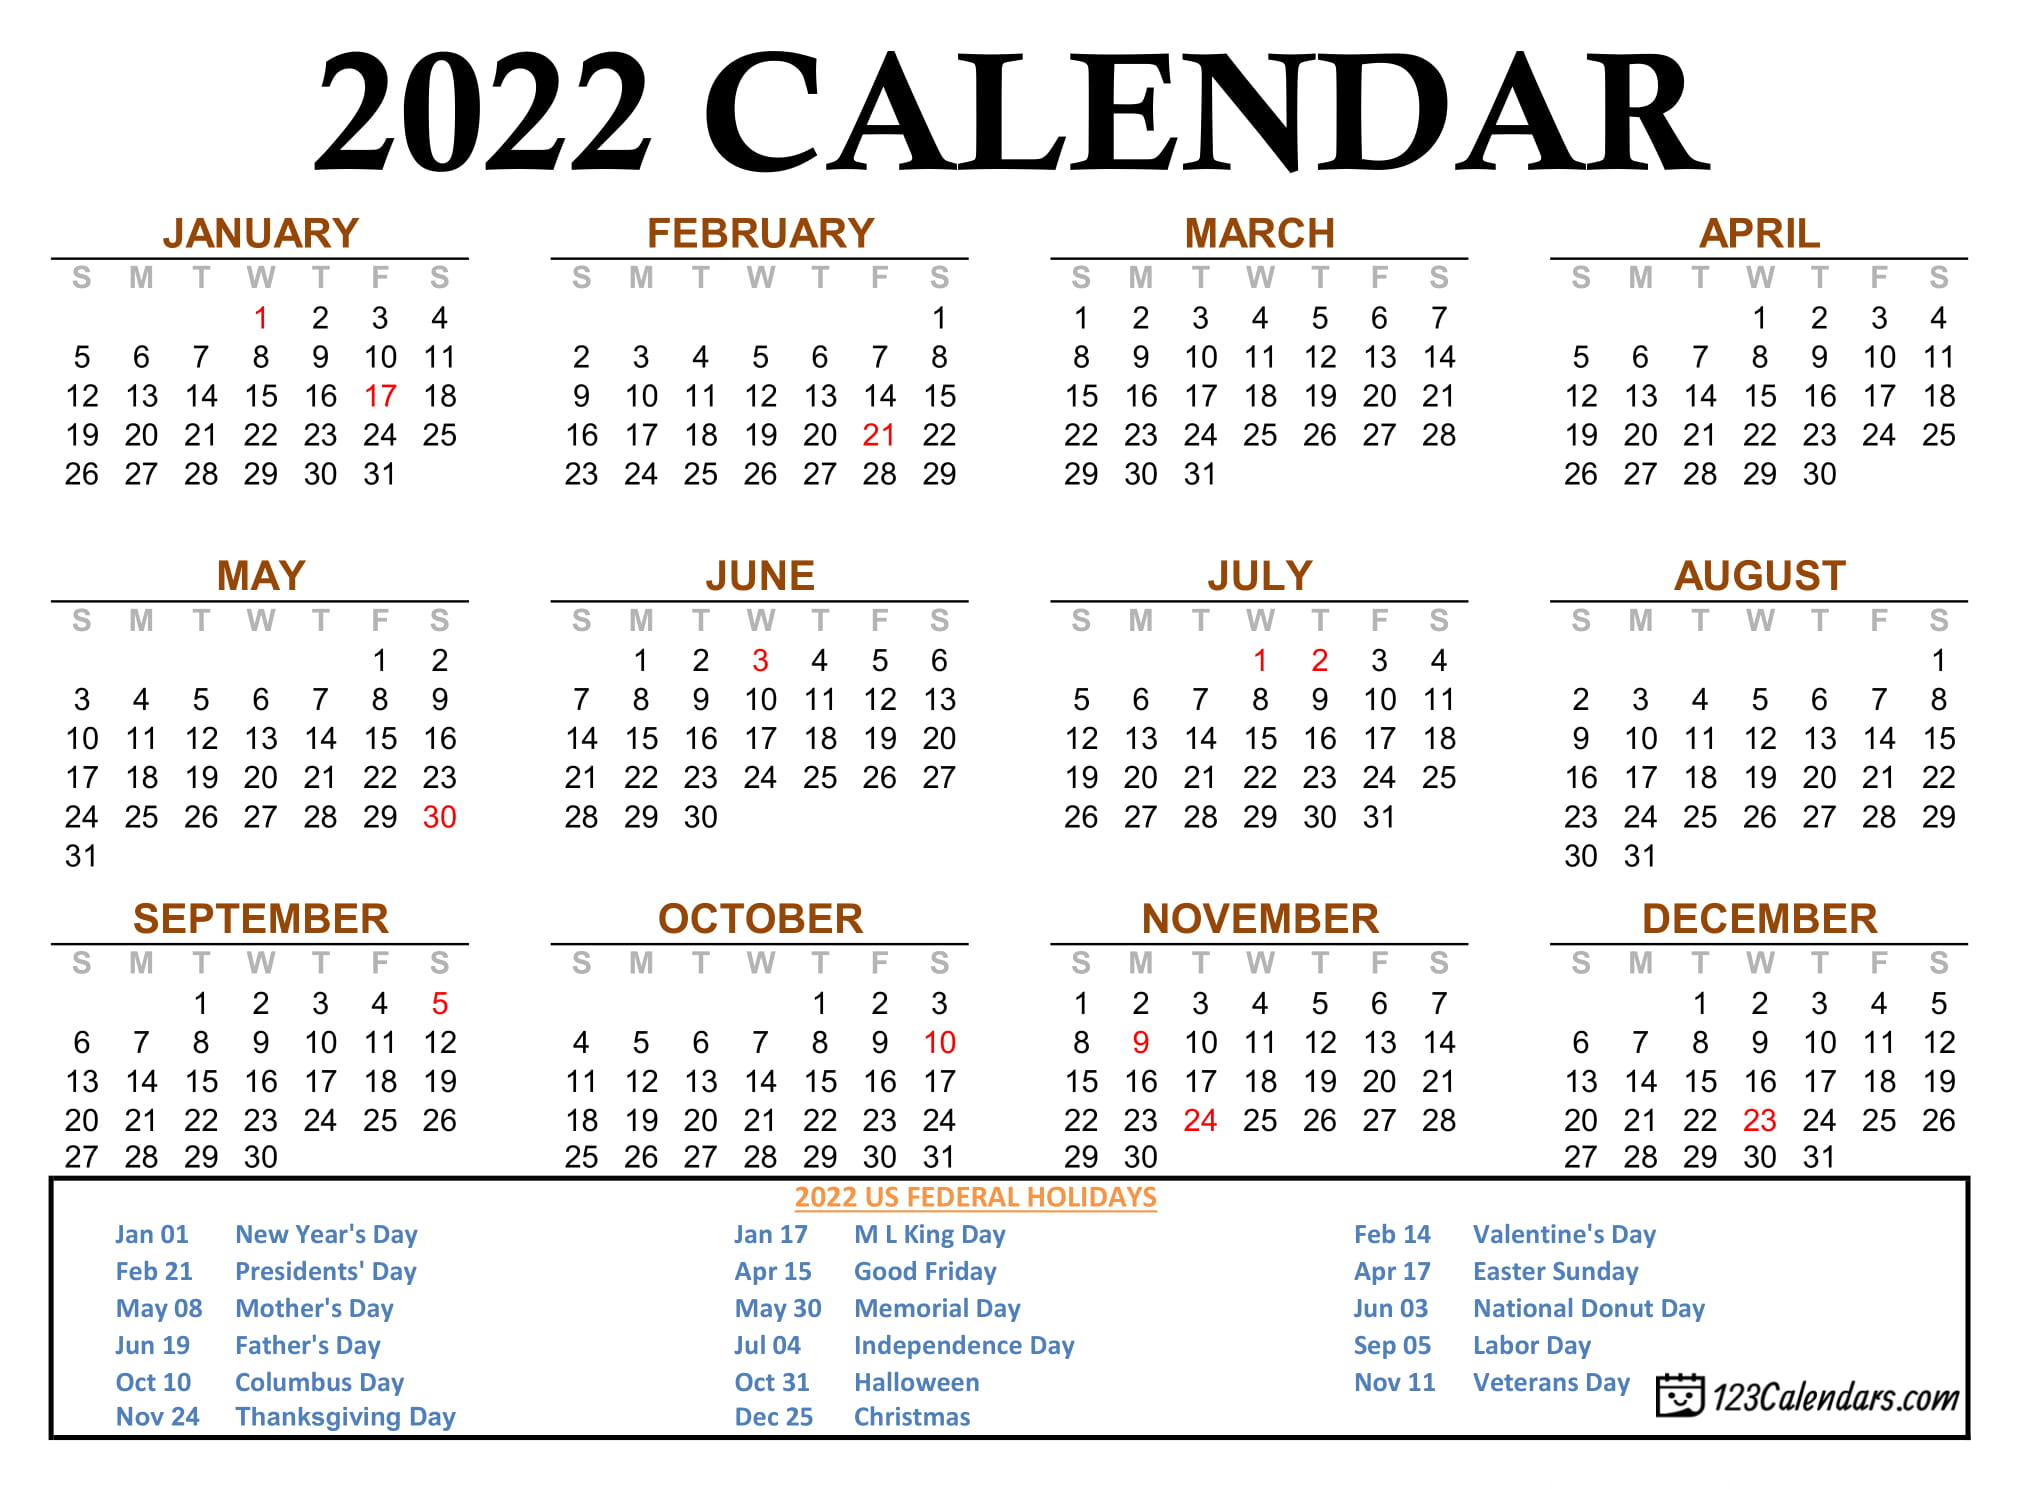 2022 CALENDAR
JANUARY FEBRUARY MARCH APRIL
S M T W T F S S M T W T F S S M T W T F S S M T W T F S
1 2 3 4 1 1 2 3 4 5 6 7 1 2 3 4
5 6 7 8 9 10 11 2 3 4 5 6 7 8 8 9 10 11 12 13 14 5 6 7 8 9 10 11
12 13 14 15 16 17 18 9 10 11 12 13 14 15 15 16 17 18 19 20 21 12 13 14 15 16 17 18
19 20 21 22 23 24 25 16 17 18 19 20 21 22 22 23 24 25 26 27 28 19 20 21 22 23 24 25
26 27 28 29 30 31 23 24 25 26 27 28 29 29 30 31 26 27 28 29 30
MAY JUNE JULY AUGUST
S M T W T F S S M T W T F S S M T W T F S S M T W T F S
1 2 1 2 3 4 5 6 1 2 3 4 1
3 4 5 6 7 8 9 7 8 9 10 11 12 13 5 6 7 8 9 10 11 2 3 4 5 6 7 8
10 11 12 13 14 15 16 14 15 16 17 18 19 20 12 13 14 15 16 17 18 9 10 11 12 13 14 15
17 18 19 20 21 22 23 21 22 23 24 25 26 27 19 20 21 22 23 24 25 16 17 18 19 20 21 22
24 25 26 27 28 29 30 28 29 30 26 27 28 29 30 31 23 24 25 26 27 28 29
31 30 31
SEPTEMBER OCTOBER NOVEMBER DECEMBER
S M T W T F S S M T W T F S S M T W T F S S M T W T F S
1 2 3 4 5 1 2 3 1 2 3 4 5 6 7 1 2 3 4 5
6 7 8 9 10 11 12 4 5 6 7 8 9 10 8 9 10 11 12 13 14 6 7 8 9 10 11 12
13 14 15 16 17 18 19 11 12 13 14 15 16 17 15 16 17 18 19 20 21 13 14 15 16 17 18 19
20 21 22 23 24 25 26 18 19 20 21 22 23 24 22 23 24 25 26 27 28 20 21 22 23 24 25 26
27 28 29 30 25 26 27 28 29 30 31 29 30 27 28 29 30 31
2022 US FEDERAL HOLIDAYS
Jan 01 New Year's Day Jan 17 M L King Day Feb 14 Valentine's Day
Feb 21 Presidents' Day Apr 15 Good Friday Apr 17 Easter Sunday
May 08 Mother's Day May 30 Memorial Day Jun 03 National Donut Day
Jun 19 Father's Day Jul 04 Independence Day Sep 05 Labor Day
Oct 10 Columbus Day Oct 31 Halloween Nov 11 Veterans Day
Nov 24 Thanksgiving Day Dec 25 Christmas
123Calendars.com